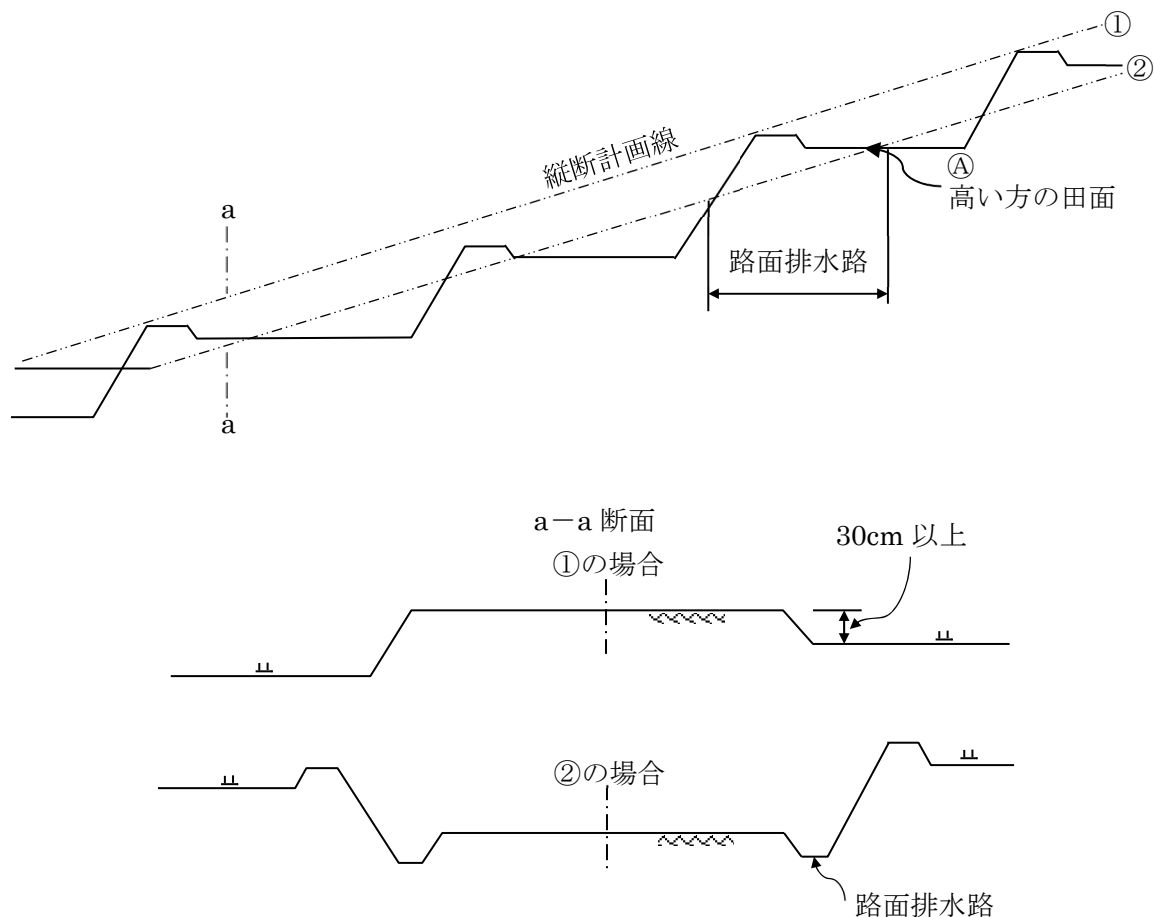 ①
②
縦断計画線
Ⓐ
高い方の田面
a
路面排水路
a
a－a 断面
①の場合
30cm 以上
②の場合
路面排水路